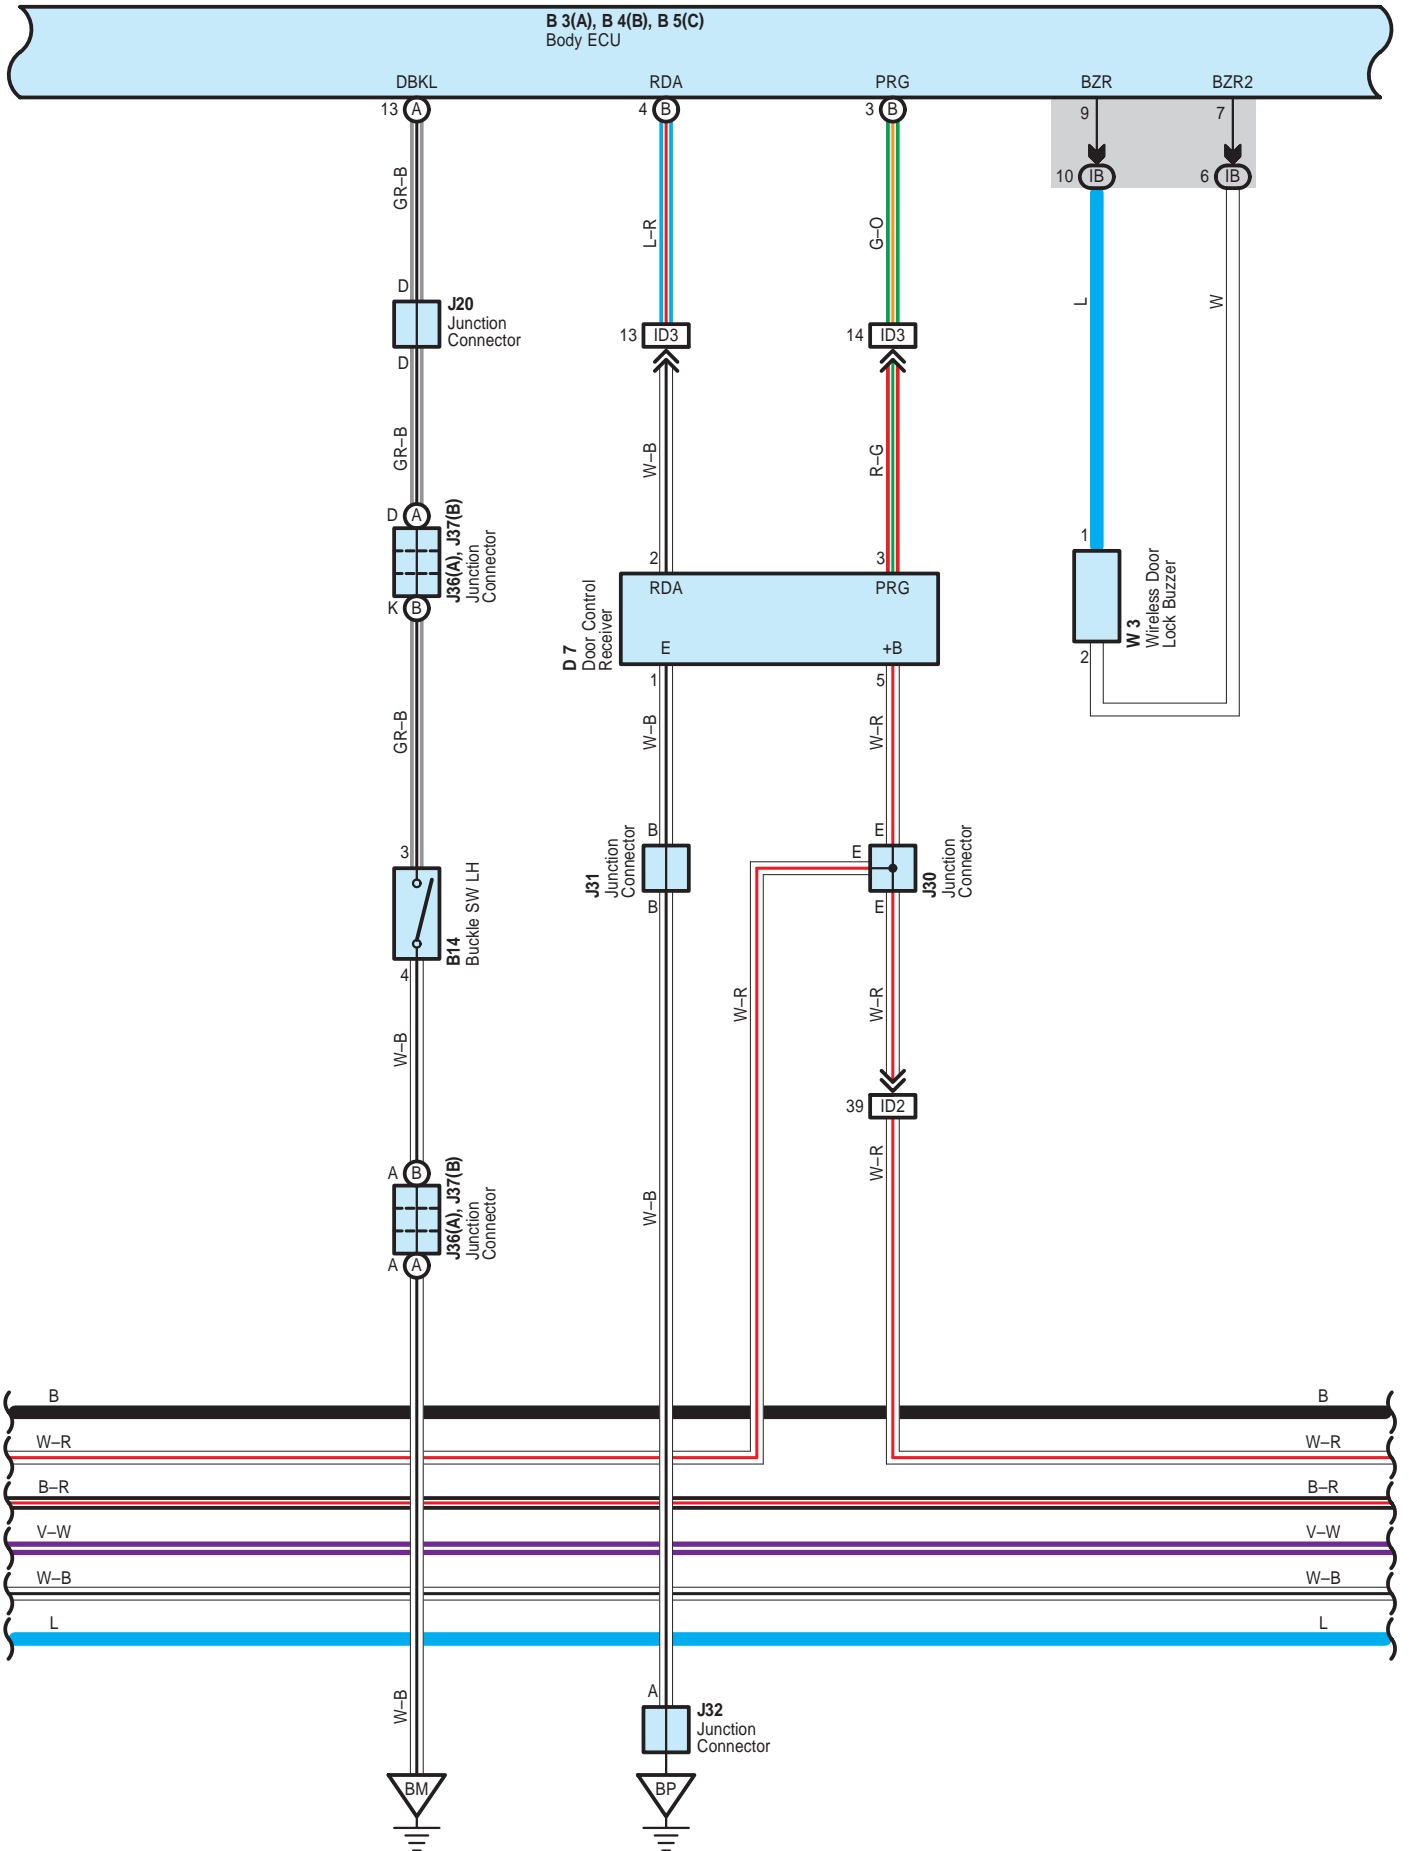 B 3(A), B 4(B), B 5(C)
Body ECU
DBKL
RDA
PRG
BZR
BZR2
13
A
4
B
3
B
9
7
10
IB
6
IB
GR–B
L–R
G–O
L
W
D
J20
Junction
Connector
D
13
ID3
14
ID3
GR–B
W–B
R–G
D
A
J36(A), J37(B)
Junction
Connector
K
B
2
3
RDA
PRG
E
+B
D 7
Door Control
Receiver
1
5
1
W 3
Wireless Door
Lock Buzzer
2
GR–B
W–B
W–R
3
B14
Buckle SW LH
4
B
J31
Junction
Connector
B
E
E
J30
Junction
Connector
E
W–B
W–R
W–R
39
ID2
W–R
A
B
J36(A), J37(B)
Junction
Connector
A
A
W–B
B
B
W–R
W–R
B–R
B–R
V–W
V–W
W–B
W–B
L
L
W–B
A
J32
Junction
Connector
BM
BP